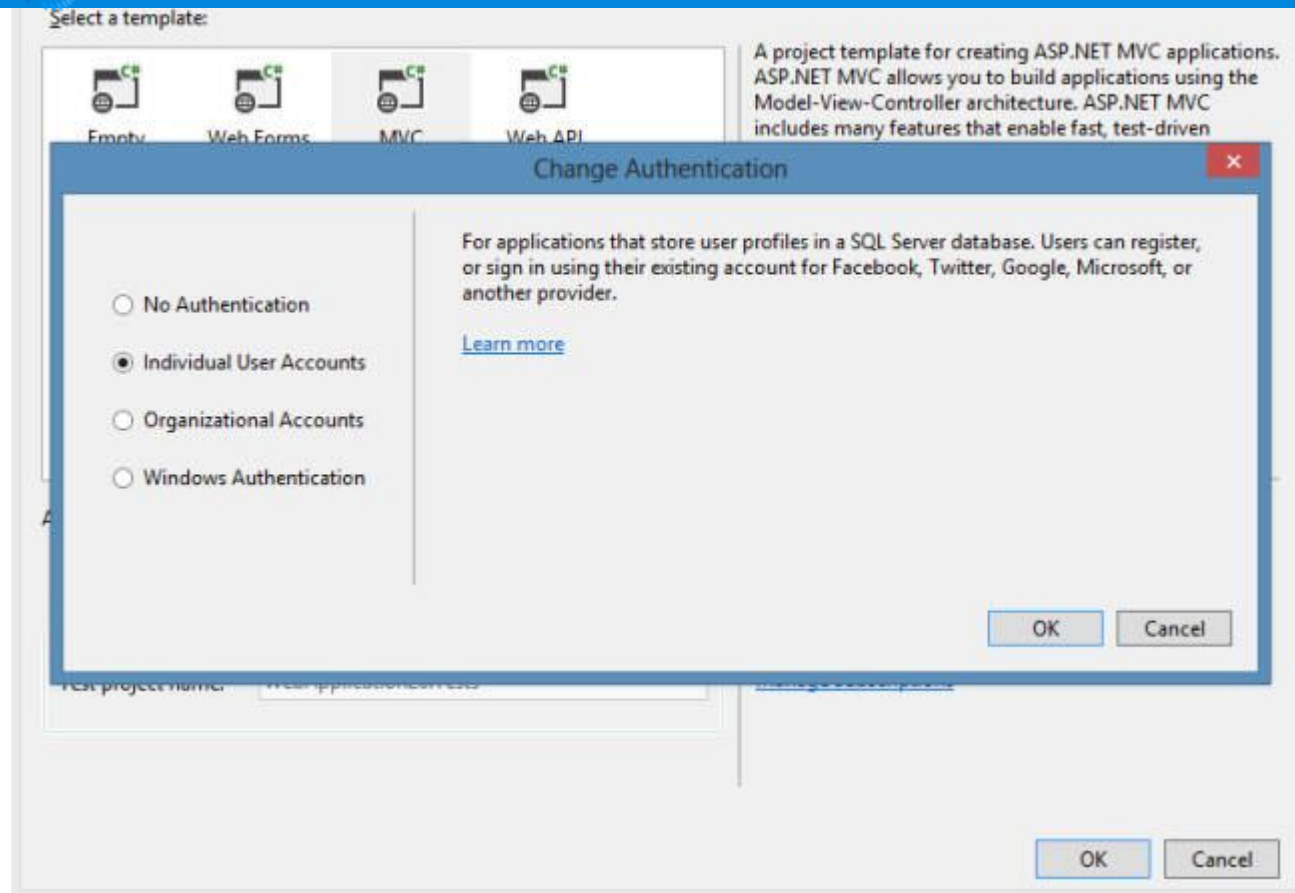 Select a template:
A project template for creating ASP.NET MVC applications.
ASP.NET MVC allows you to build applications using the
Model-View-Controller architecture. ASP.NET MVC
includes many features that enable fast, test-driven
C# C# C# C#
Empty Web Forms MVC Web API
Change Authentication
For applications that store user profiles in a SQL Server database. Users can register,
or sign in using their existing account for Facebook, Twitter, Google, Microsoft, or
another provider.
Learn more
No Authentication
Individual User Accounts
Organizational Accounts
Windows Authentication
OK Cancel
Test project name:
OK Cancel